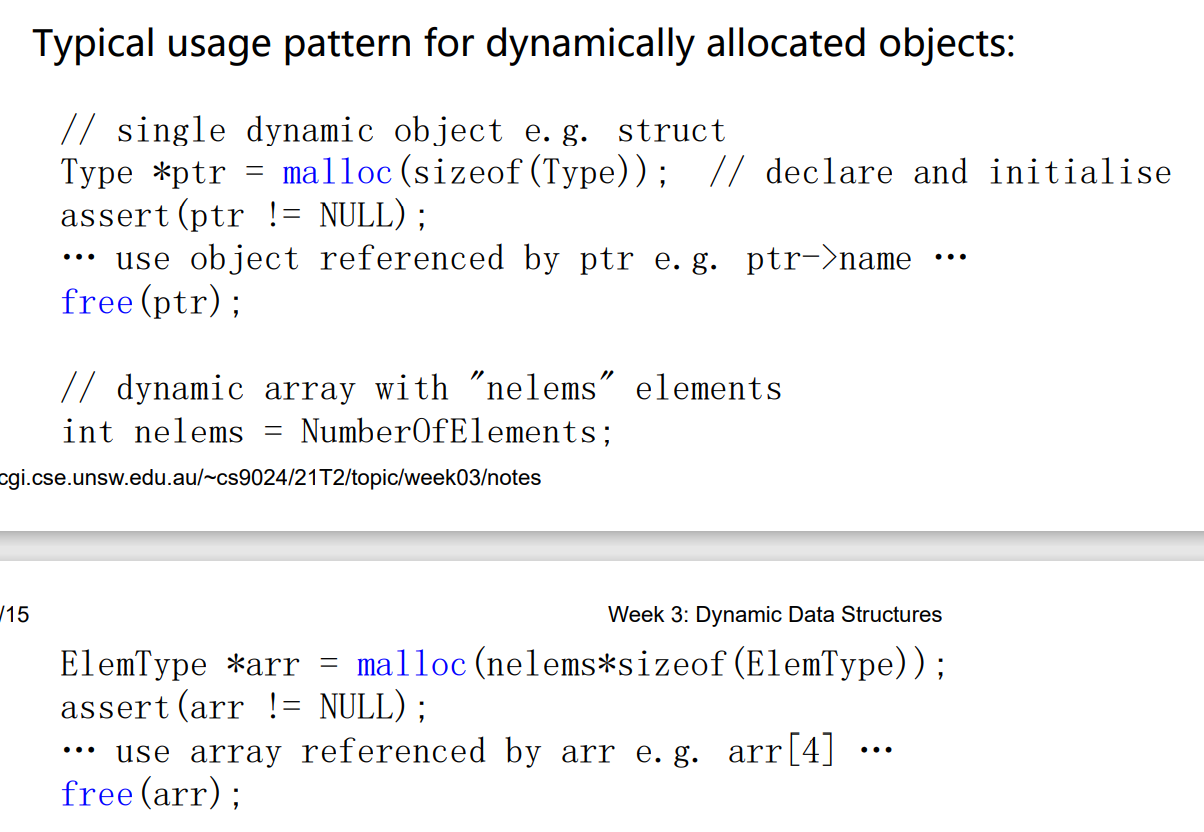 Typical usage pattern for dynamically allocated objects:
// single dynamic object e.g. struct
Type *ptr = malloc(sizeof(Type));  // declare and initialise
assert(ptr != NULL);
… use object referenced by ptr e.g. ptr->name …
free(ptr);
// dynamic array with "nelems" elements
int nelems = NumberOfElements;
cgi.cse.unsw.edu.au/~cs9024/21T2/topic/week03/notes
/15
Week 3: Dynamic Data Structures
ElemType *arr = malloc(nelems*sizeof(ElemType));
assert(arr != NULL);
… use array referenced by arr e.g. arr[4] …
free(arr);